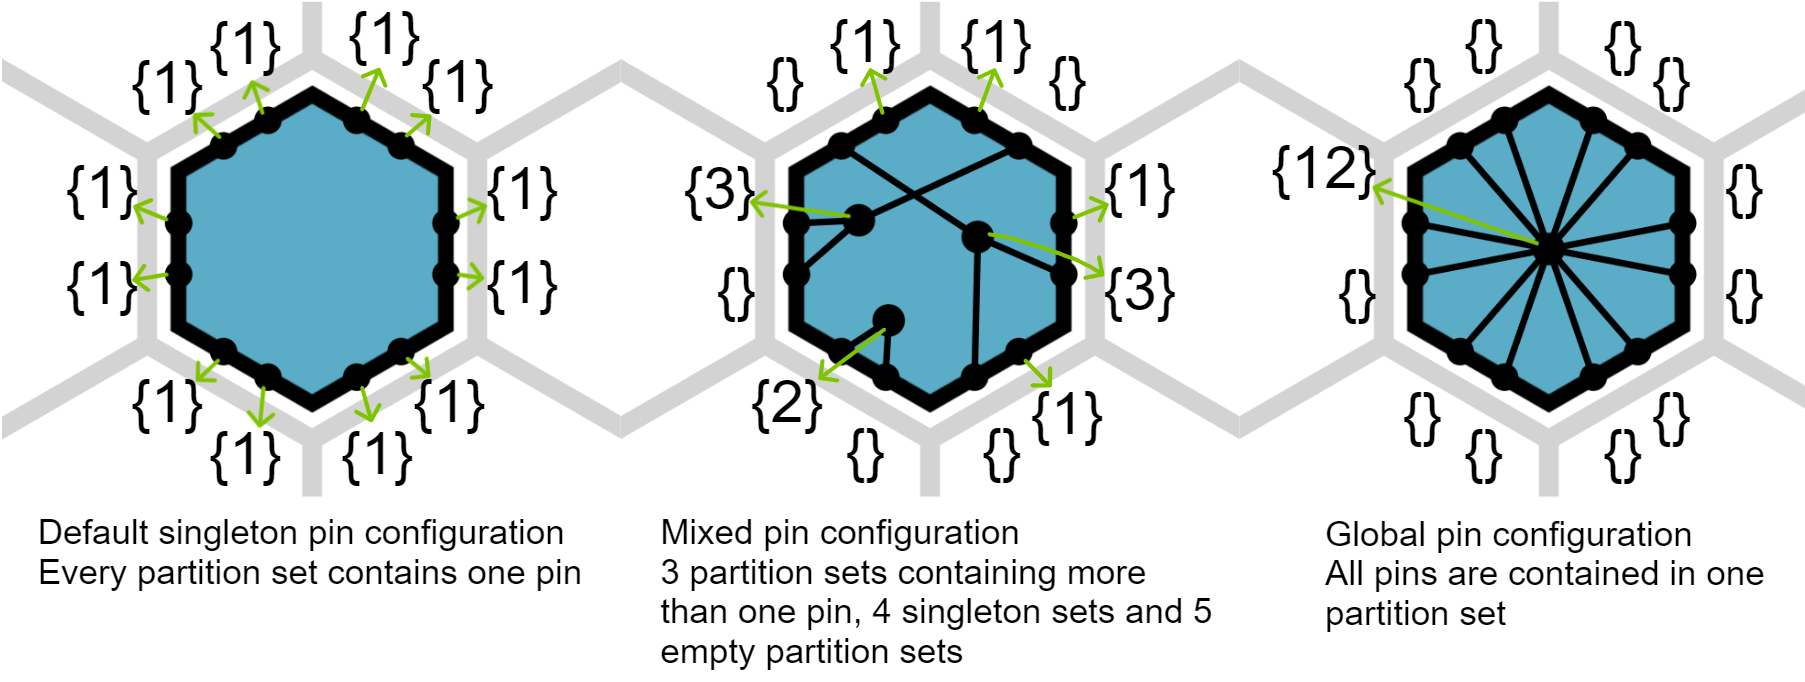 {1} {1} {1} {1} {} {1} {1} {} {} {} {} {}
{1} {1} {3} {1} {12} {}
{1} {1} {} {3} {} {}
{1} {1} {2} {1} {} {}
{1} {1} {} {} {} {}
Default singleton pin configuration
Every partition set contains one pin
Mixed pin configuration
3 partition sets containing more
than one pin, 4 singleton sets and 5
empty partition sets
Global pin configuration
All pins are contained in one
partition set